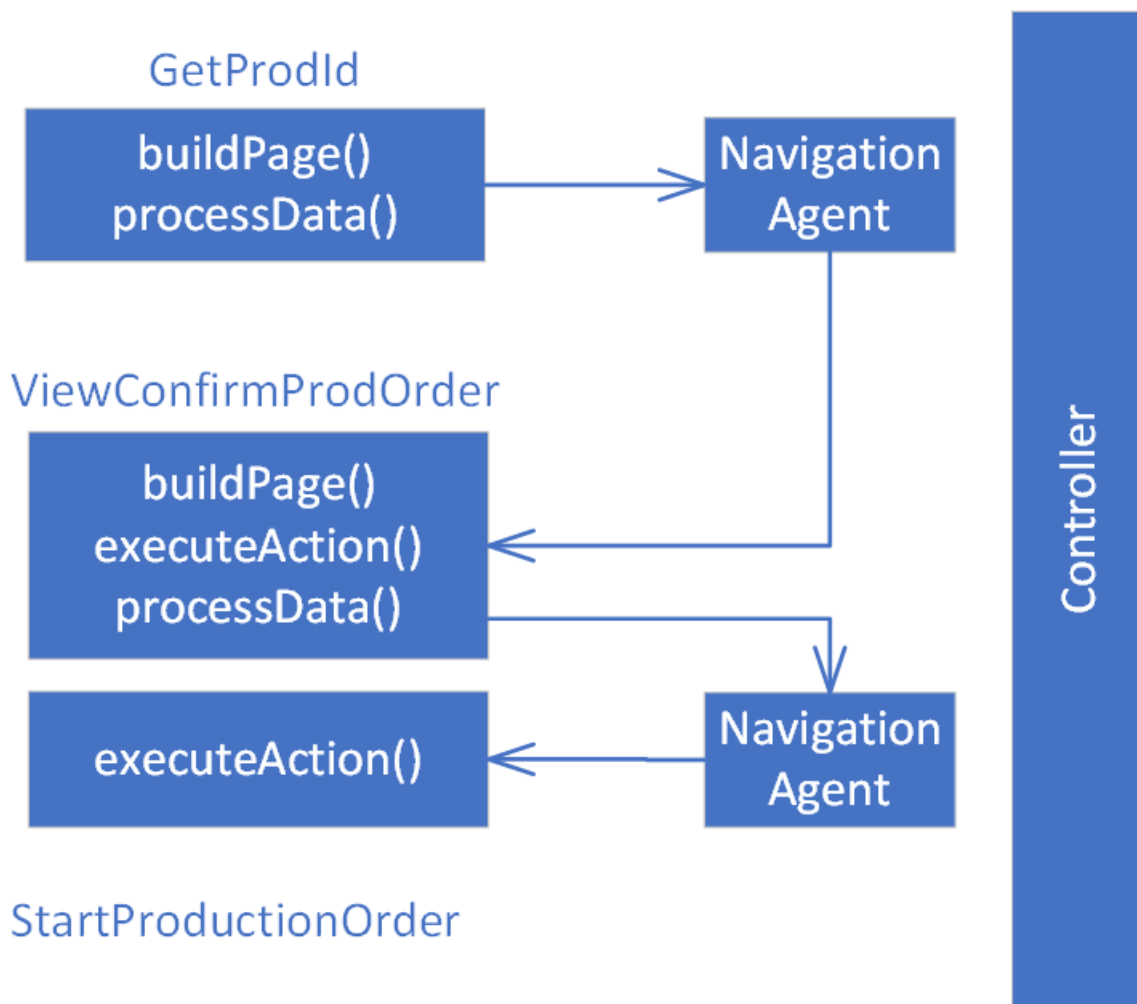 GetProdId
buildPage()
processData()
Navigation
Agent
ViewConfirmProdOrder
buildPage()
executeAction()
processData()
executeAction()
Navigation
Agent
StartProductionOrder
Controller